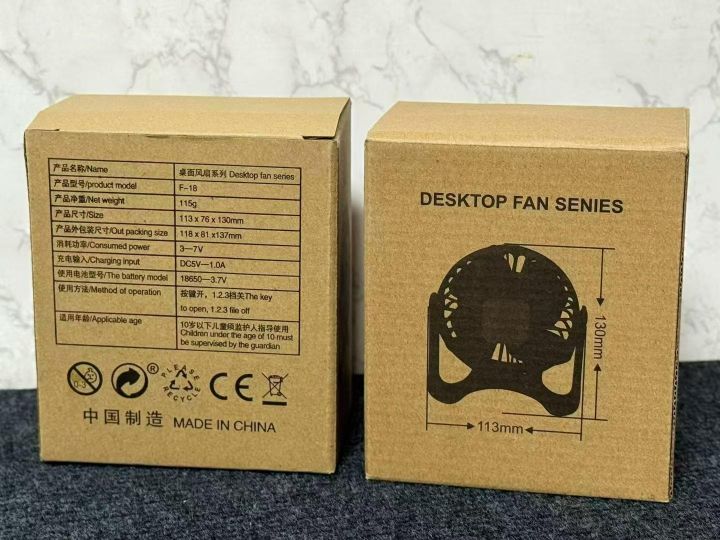 产品名称/Name 桌面风扇系列 Desktop fan series
产品型号/product model F-18
产品净重/Net weight 115g
产品尺寸/Size 113 x 76 x 130mm
产品外包装尺寸/Out packing size 118 x 81 x137mm
消耗功率/Consumed power 3—7V
充电输入/Charging input DC5V—1.0A
使用电池型号/The battery model 18650—3.7V
使用方法/Method of operation 按键开，1.2.3档关The key
to open, 1.2.3 file off
适用年龄/Applicable age 10岁以下儿童须监护人指导使用
Children under the age of 10 must
be supervised by the guardian
0-3
®
PLEASE
RECYCLE
CE
中国制造 MADE IN CHINA
DESKTOP FAN SENIES
130mm
113mm